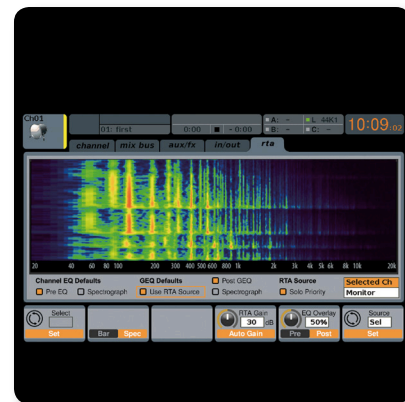 Ch01
01: first 0:00 - 0:00 A: - L 44K1 10:09:02
B: - C: -
channel mix bus aux/fx in/out rta
20 40 60 80 100 200 300 400 500 600 800 1k 2k 3k 4k 5k 6k 8k 10k 20k
Channel EQ Defaults GEQ Defaults Post GEQ RTA Source Selected Ch
Pre EQ Spectrograph Use RTA Source Spectrograph Solo Priority Monitor
Select RTA Gain EQ Overlay Source
30 dB 50% Sel
Set Bar Spec Auto Gain Pre Post Set